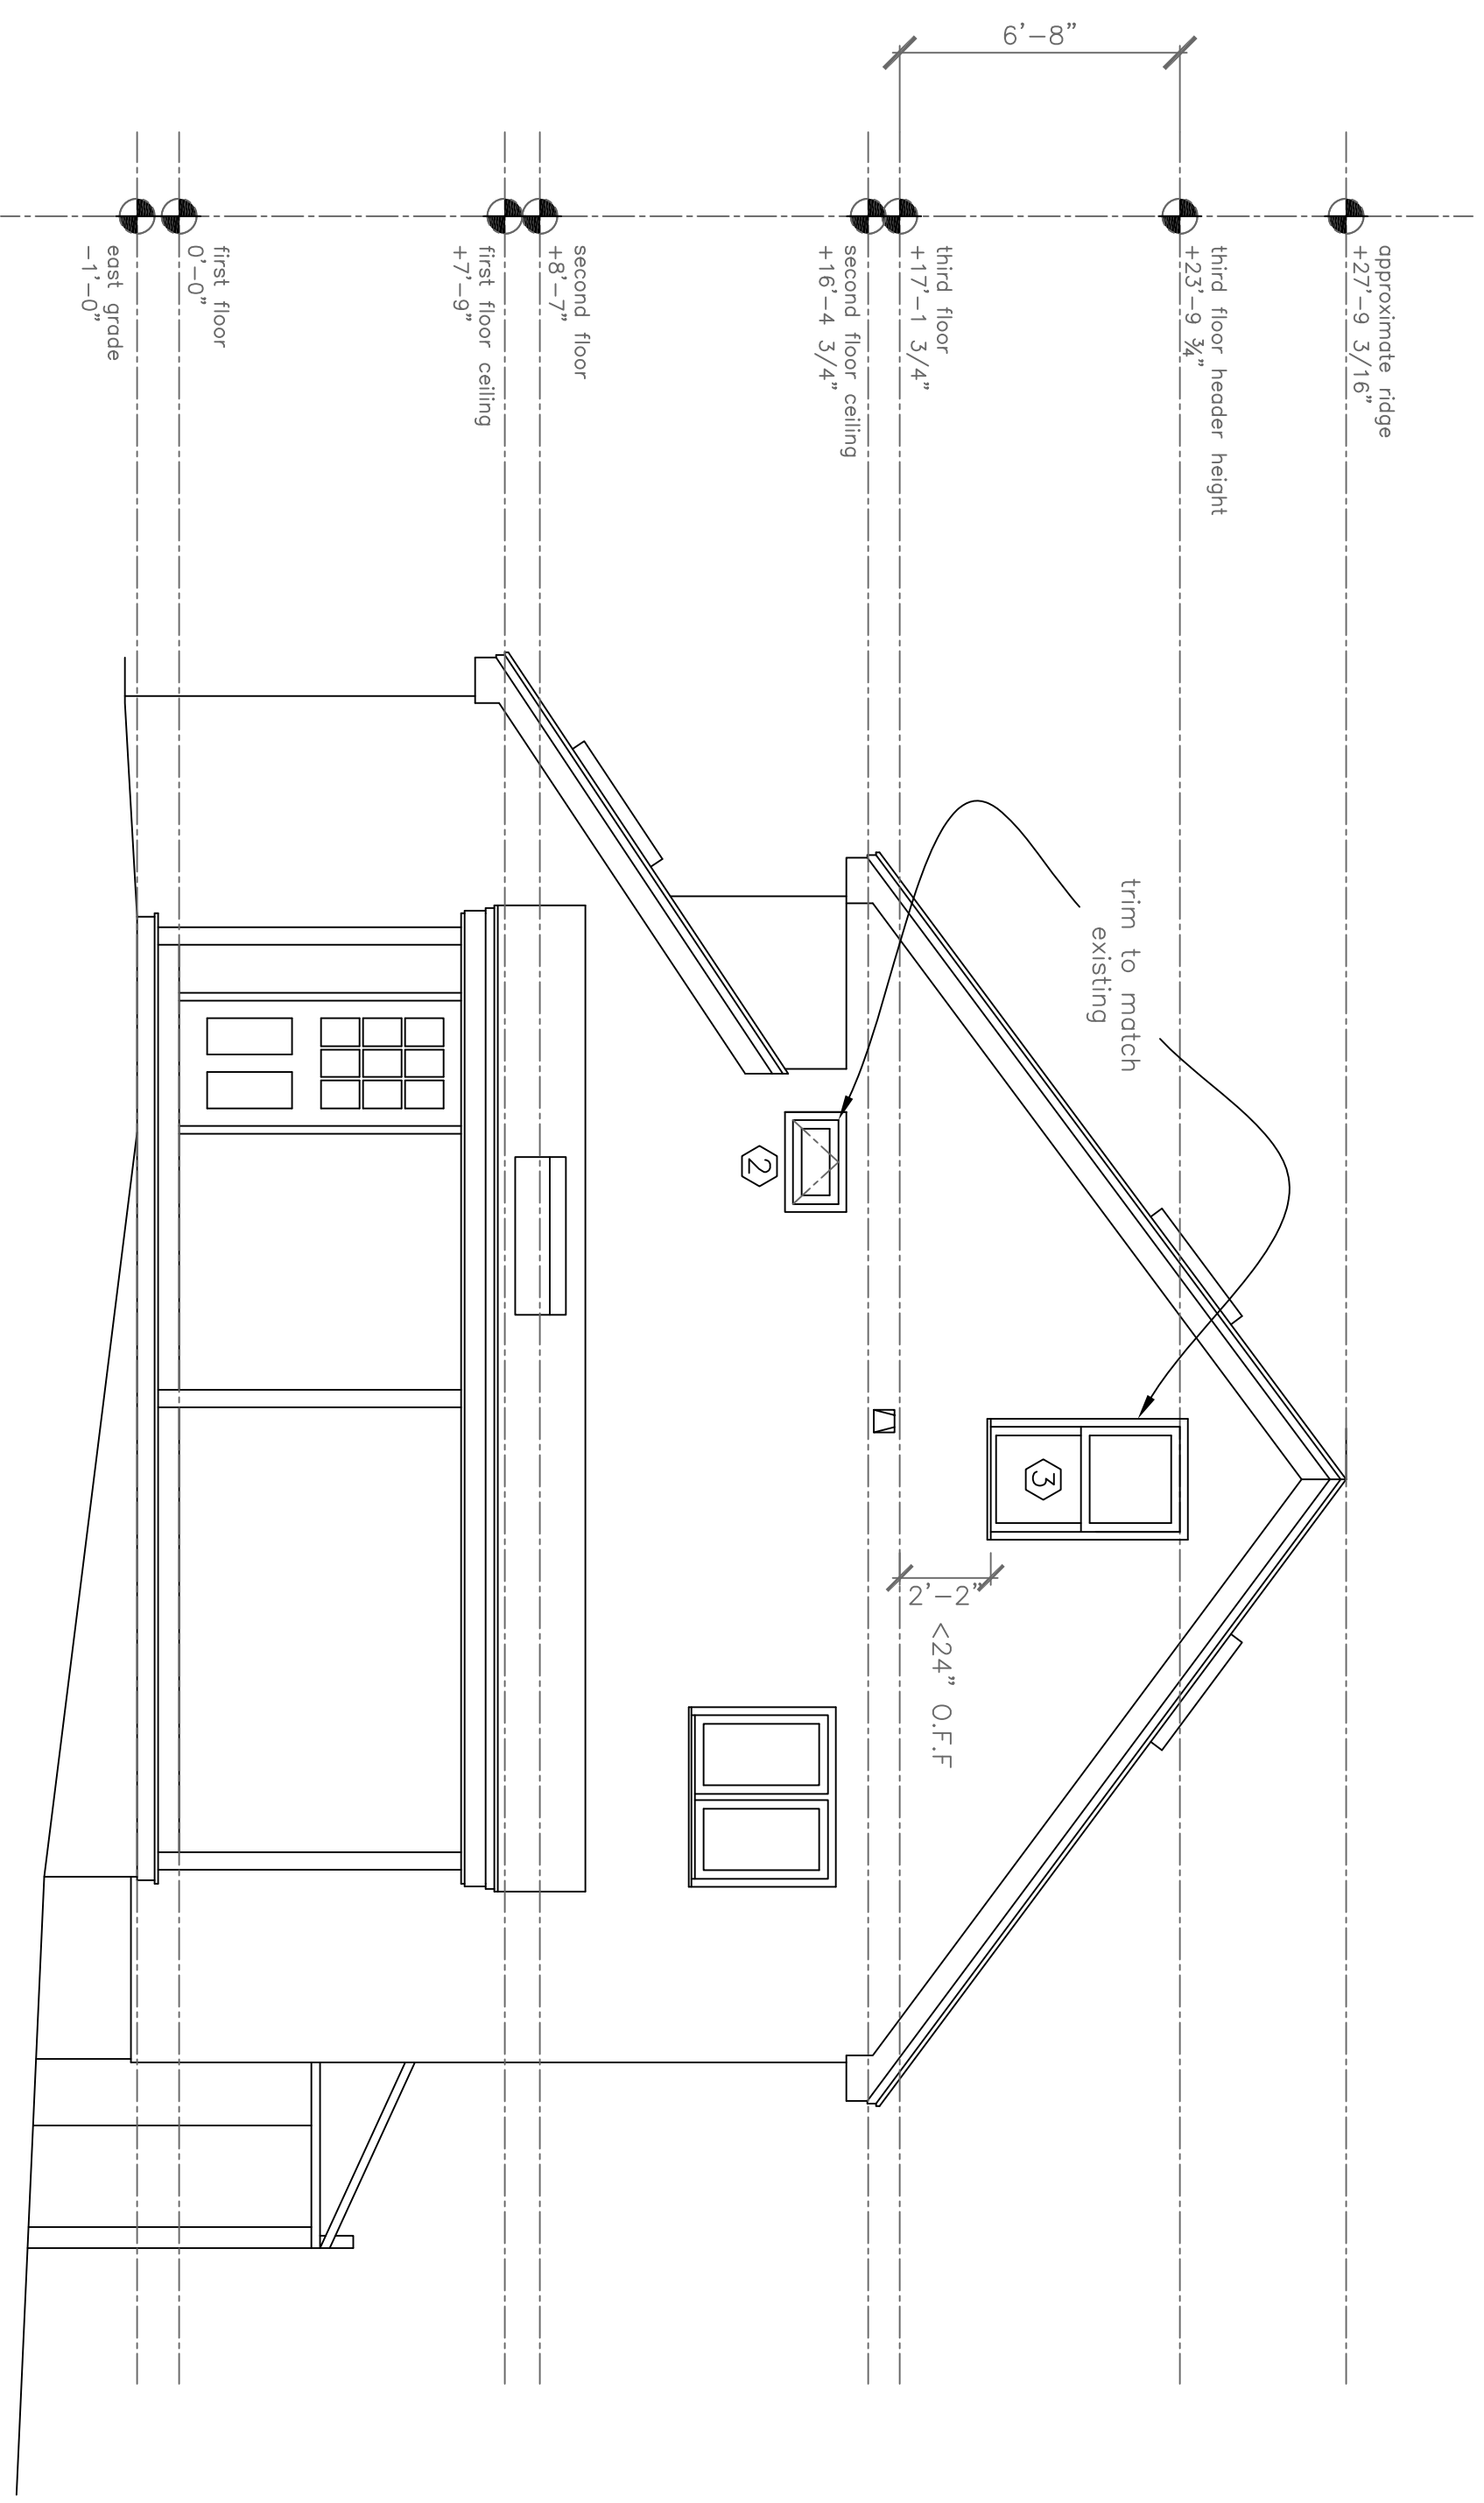 approximate ridge
+27'-9 3/16"
third floor header height
+23'-9 ¾"
6'-8"
trim to match
existing
3
third floor
+17'-1 3/4"
2'-2"
<24" O.F.F
second floor ceiling
+16'-4 3/4"
2
second floor
+8'-7"
first floor ceiling
+7'-9"
first floor
0'-0"
east grade
-1'-0"